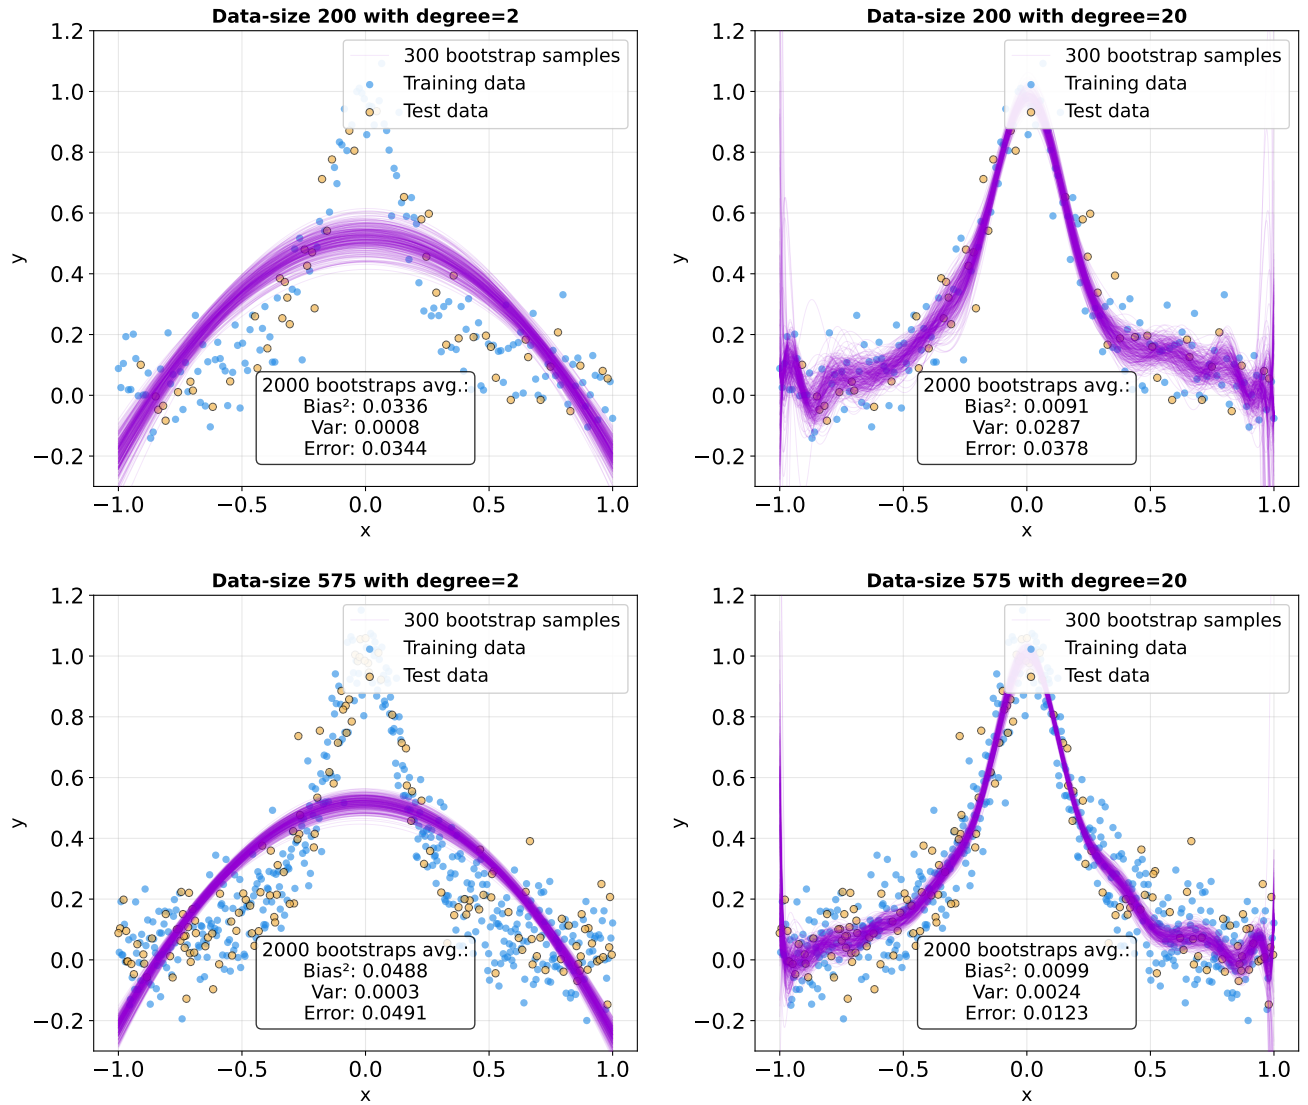 Data-size 200 with degree=2
1.2
1.0
0.8
0.6
0.4
0.2
0.0
−0.2
y
300 bootstrap samples
Training data
Test data
2000 bootstraps avg.:
Bias²: 0.0336
Var: 0.0008
Error: 0.0344
−1.0 −0.5 0.0 0.5 1.0
x
Data-size 200 with degree=20
1.2
1.0
0.8
0.6
0.4
0.2
0.0
−0.2
y
300 bootstrap samples
Training data
Test data
2000 bootstraps avg.:
Bias²: 0.0091
Var: 0.0287
Error: 0.0378
−1.0 −0.5 0.0 0.5 1.0
x
Data-size 575 with degree=2
1.2
1.0
0.8
0.6
0.4
0.2
0.0
−0.2
y
300 bootstrap samples
Training data
Test data
2000 bootstraps avg.:
Bias²: 0.0488
Var: 0.0003
Error: 0.0491
−1.0 −0.5 0.0 0.5 1.0
x
Data-size 575 with degree=20
1.2
1.0
0.8
0.6
0.4
0.2
0.0
−0.2
y
300 bootstrap samples
Training data
Test data
2000 bootstraps avg.:
Bias²: 0.0099
Var: 0.0024
Error: 0.0123
−1.0 −0.5 0.0 0.5 1.0
x